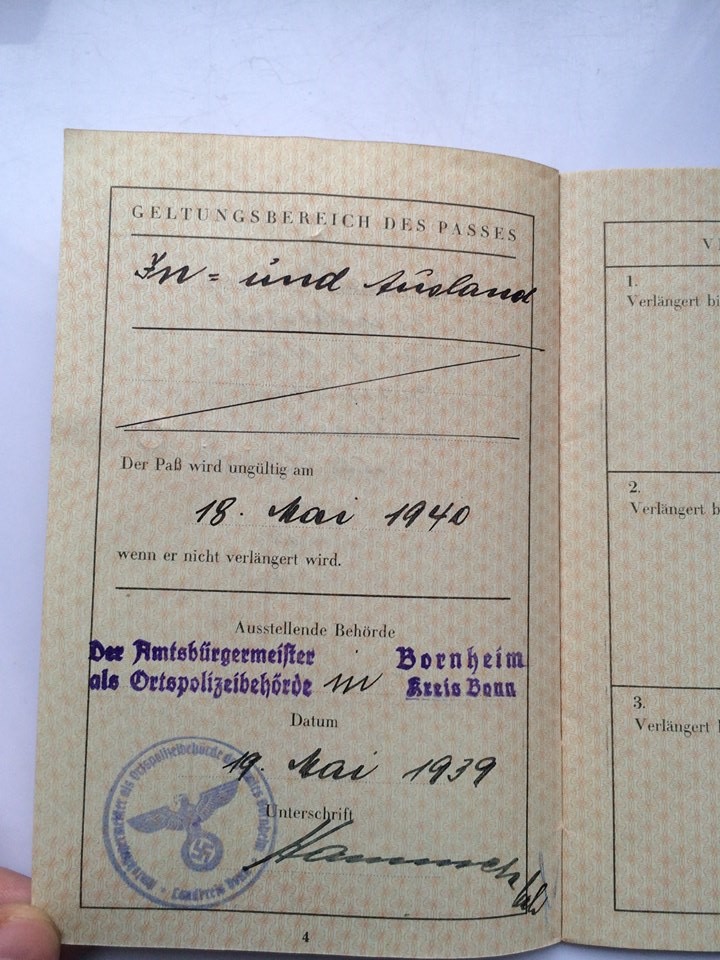 GELTUNGSBEREICH DES PASSES
In= und Ausland
Der Paß wird ungültig am
18. Mai 1940
wenn er nicht verlängert wird.
Ausstellende Behörde
Der Amtsbürgermeister
als Ortspolizeibehörde in
Bornheim
Kreis Bonn
Datum
19. Mai 1939
Unterschrift
4
V
1.
Verlängert bi
2.
Verlängert b
3.
Verlängert